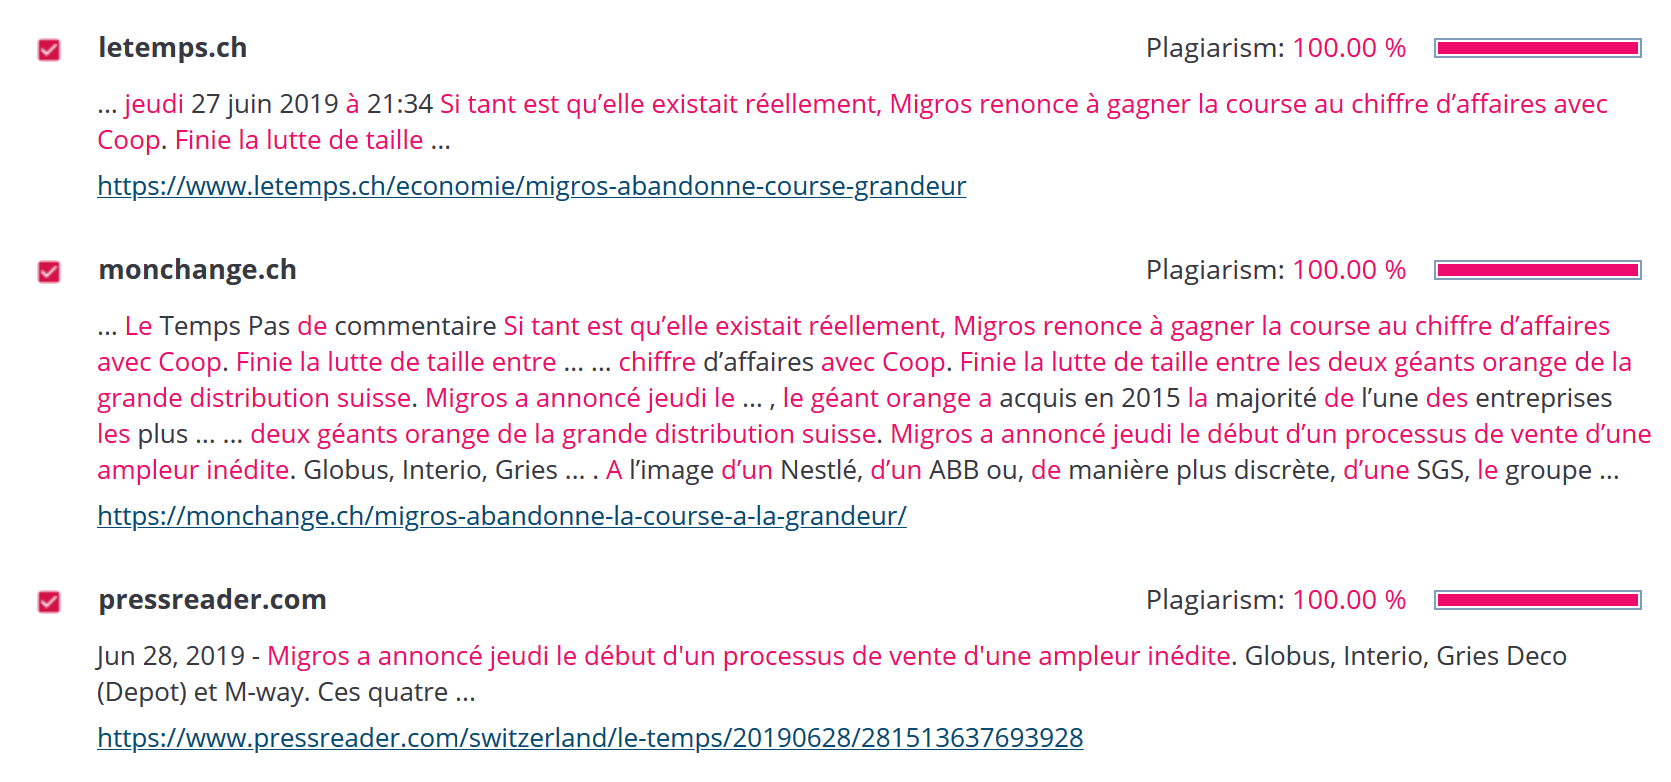 letemps.ch Plagiarism: 100.00 %
... jeudi 27 juin 2019 à 21:34 Si tant est qu’elle existait réellement, Migros renonce à gagner la course au chiffre d’affaires avec
Coop. Finie la lutte de taille ...
https://www.letemps.ch/economie/migros-abandonne-course-grandeur
monchange.ch Plagiarism: 100.00 %
... Le Temps Pas de commentaire Si tant est qu’elle existait réellement, Migros renonce à gagner la course au chiffre d’affaires
avec Coop. Finie la lutte de taille entre ... ... chiffre d’affaires avec Coop. Finie la lutte de taille entre les deux géants orange de la
grande distribution suisse. Migros a annoncé jeudi le ... , le géant orange a acquis en 2015 la majorité de l’une des entreprises
les plus ... ... deux géants orange de la grande distribution suisse. Migros a annoncé jeudi le début d’un processus de vente d’une
ampleur inédite. Globus, Interio, Gries ... . A l’image d’un Nestlé, d’un ABB ou, de manière plus discrète, d’une SGS, le groupe ...
https://monchange.ch/migros-abandonne-la-course-a-la-grandeur/
pressreader.com Plagiarism: 100.00 %
Jun 28, 2019 - Migros a annoncé jeudi le début d'un processus de vente d'une ampleur inédite. Globus, Interio, Gries Deco
(Depot) et M-way. Ces quatre ...
https://www.pressreader.com/switzerland/le-temps/20190628/281513637693928